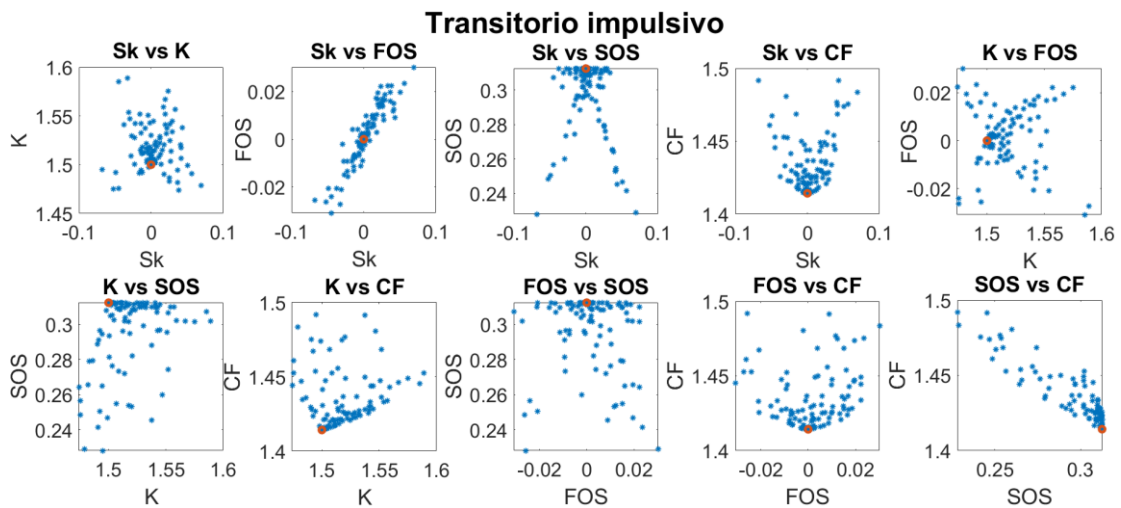 Transitorio impulsivo
Sk vs K
Sk vs FOS
Sk vs SOS
Sk vs CF
K vs FOS
1.6
1.55
1.5
1.45
K
-0.1
0
0.1
Sk
0.02
0
-0.02
FOS
-0.1
0
0.1
Sk
0.3
0.28
0.26
0.24
SOS
-0.1
0
0.1
Sk
1.5
1.45
1.4
CF
-0.1
0
0.1
Sk
0.02
0
-0.02
FOS
1.5
1.55
1.6
K
K vs SOS
K vs CF
FOS vs SOS
FOS vs CF
SOS vs CF
0.3
0.28
0.26
0.24
SOS
1.5
1.55
1.6
K
1.5
1.45
1.4
CF
1.5
1.55
1.6
K
0.3
0.28
0.26
0.24
SOS
-0.02
0
0.02
FOS
1.5
1.45
1.4
CF
-0.02
0
0.02
FOS
1.5
1.45
1.4
CF
0.25
0.3
SOS